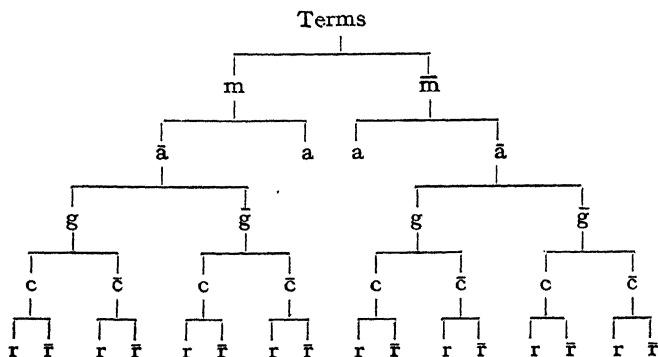 Terms
m m̄
ā a a ā
g ḡ g ḡ
c c̄ c c̄ c c̄ c c̄
r r̄ r r̄ r r̄ r r̄ r r̄ r r̄ r r̄ r r̄